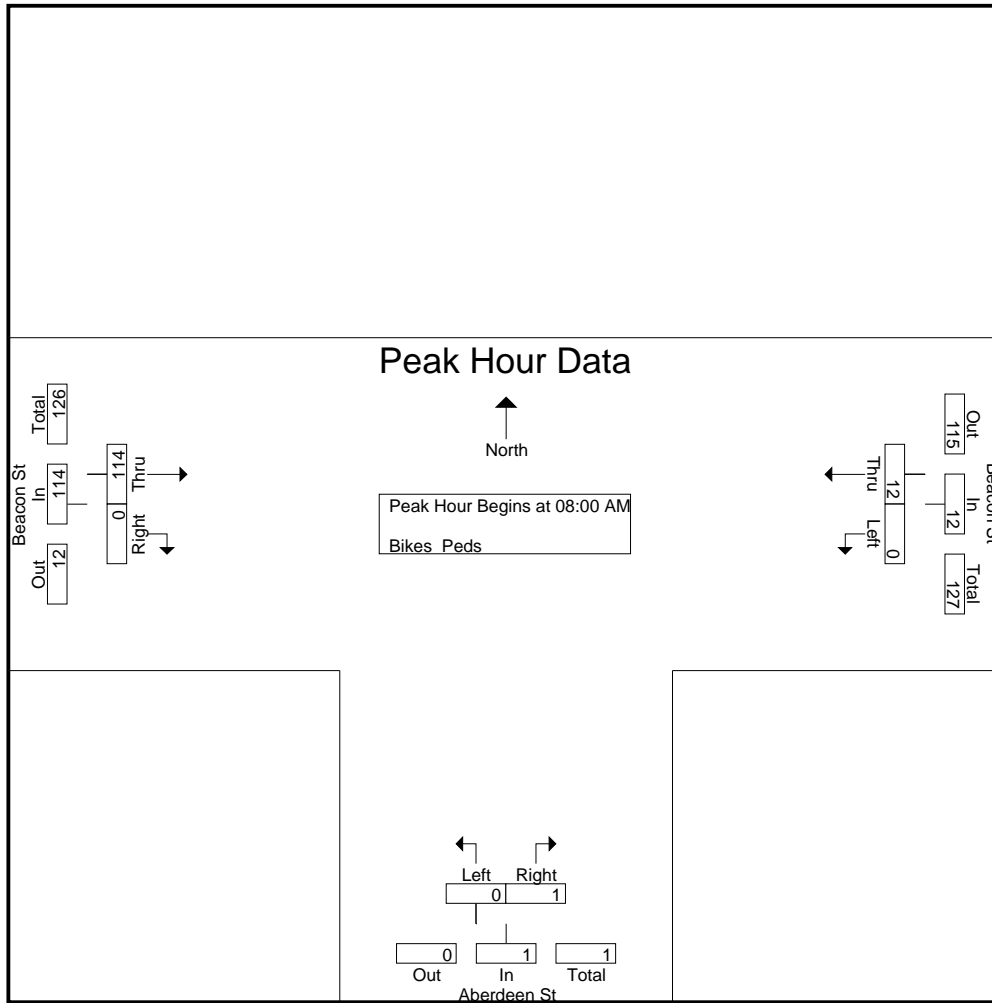 Peak Hour Data
North
Peak Hour Begins at 08:00 AM
Bikes Peds
Beacon St
Total
126
In
114
Out
12
Thru
114
Right
0
Beacon St
Out
115
In
12
Total
127
Thru
12
Left
0
Left Right
0 1
0 1 1
Out In Total
Aberdeen St